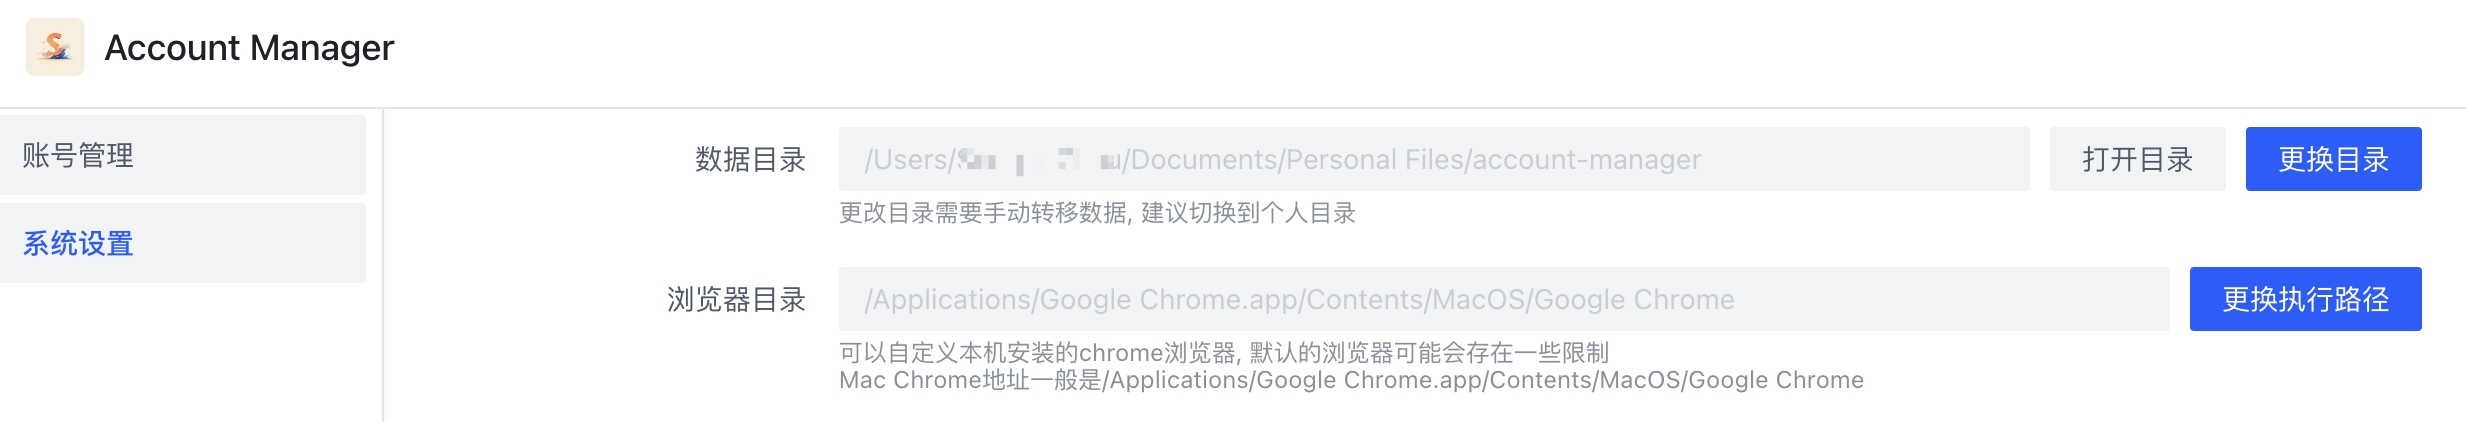 Account Manager
账号管理
系统设置
数据目录
/Users/ /Documents/Personal Files/account-manager
打开目录
更换目录
更改目录需要手动转移数据, 建议切换到个人目录
浏览器目录
/Applications/Google Chrome.app/Contents/MacOS/Google Chrome
更换执行路径
可以自定义本机安装的chrome浏览器, 默认的浏览器可能会存在一些限制
Mac Chrome地址一般是/Applications/Google Chrome.app/Contents/MacOS/Google Chrome